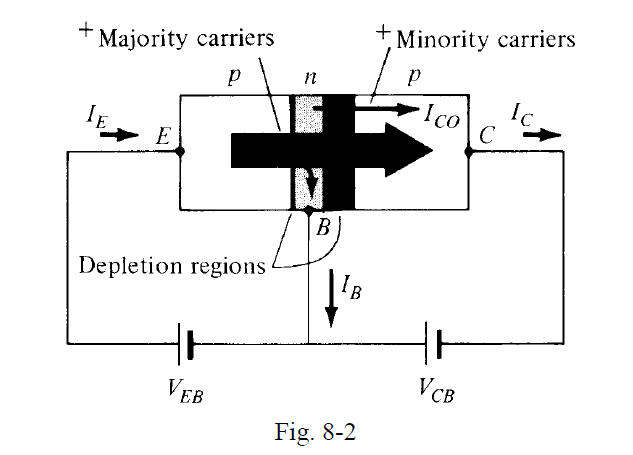 + Majority carriers
+ Minority carriers
p n p
I_E
E
I_CO
I_C
C
B
Depletion regions
I_B
V_EB
V_CB
Fig. 8-2